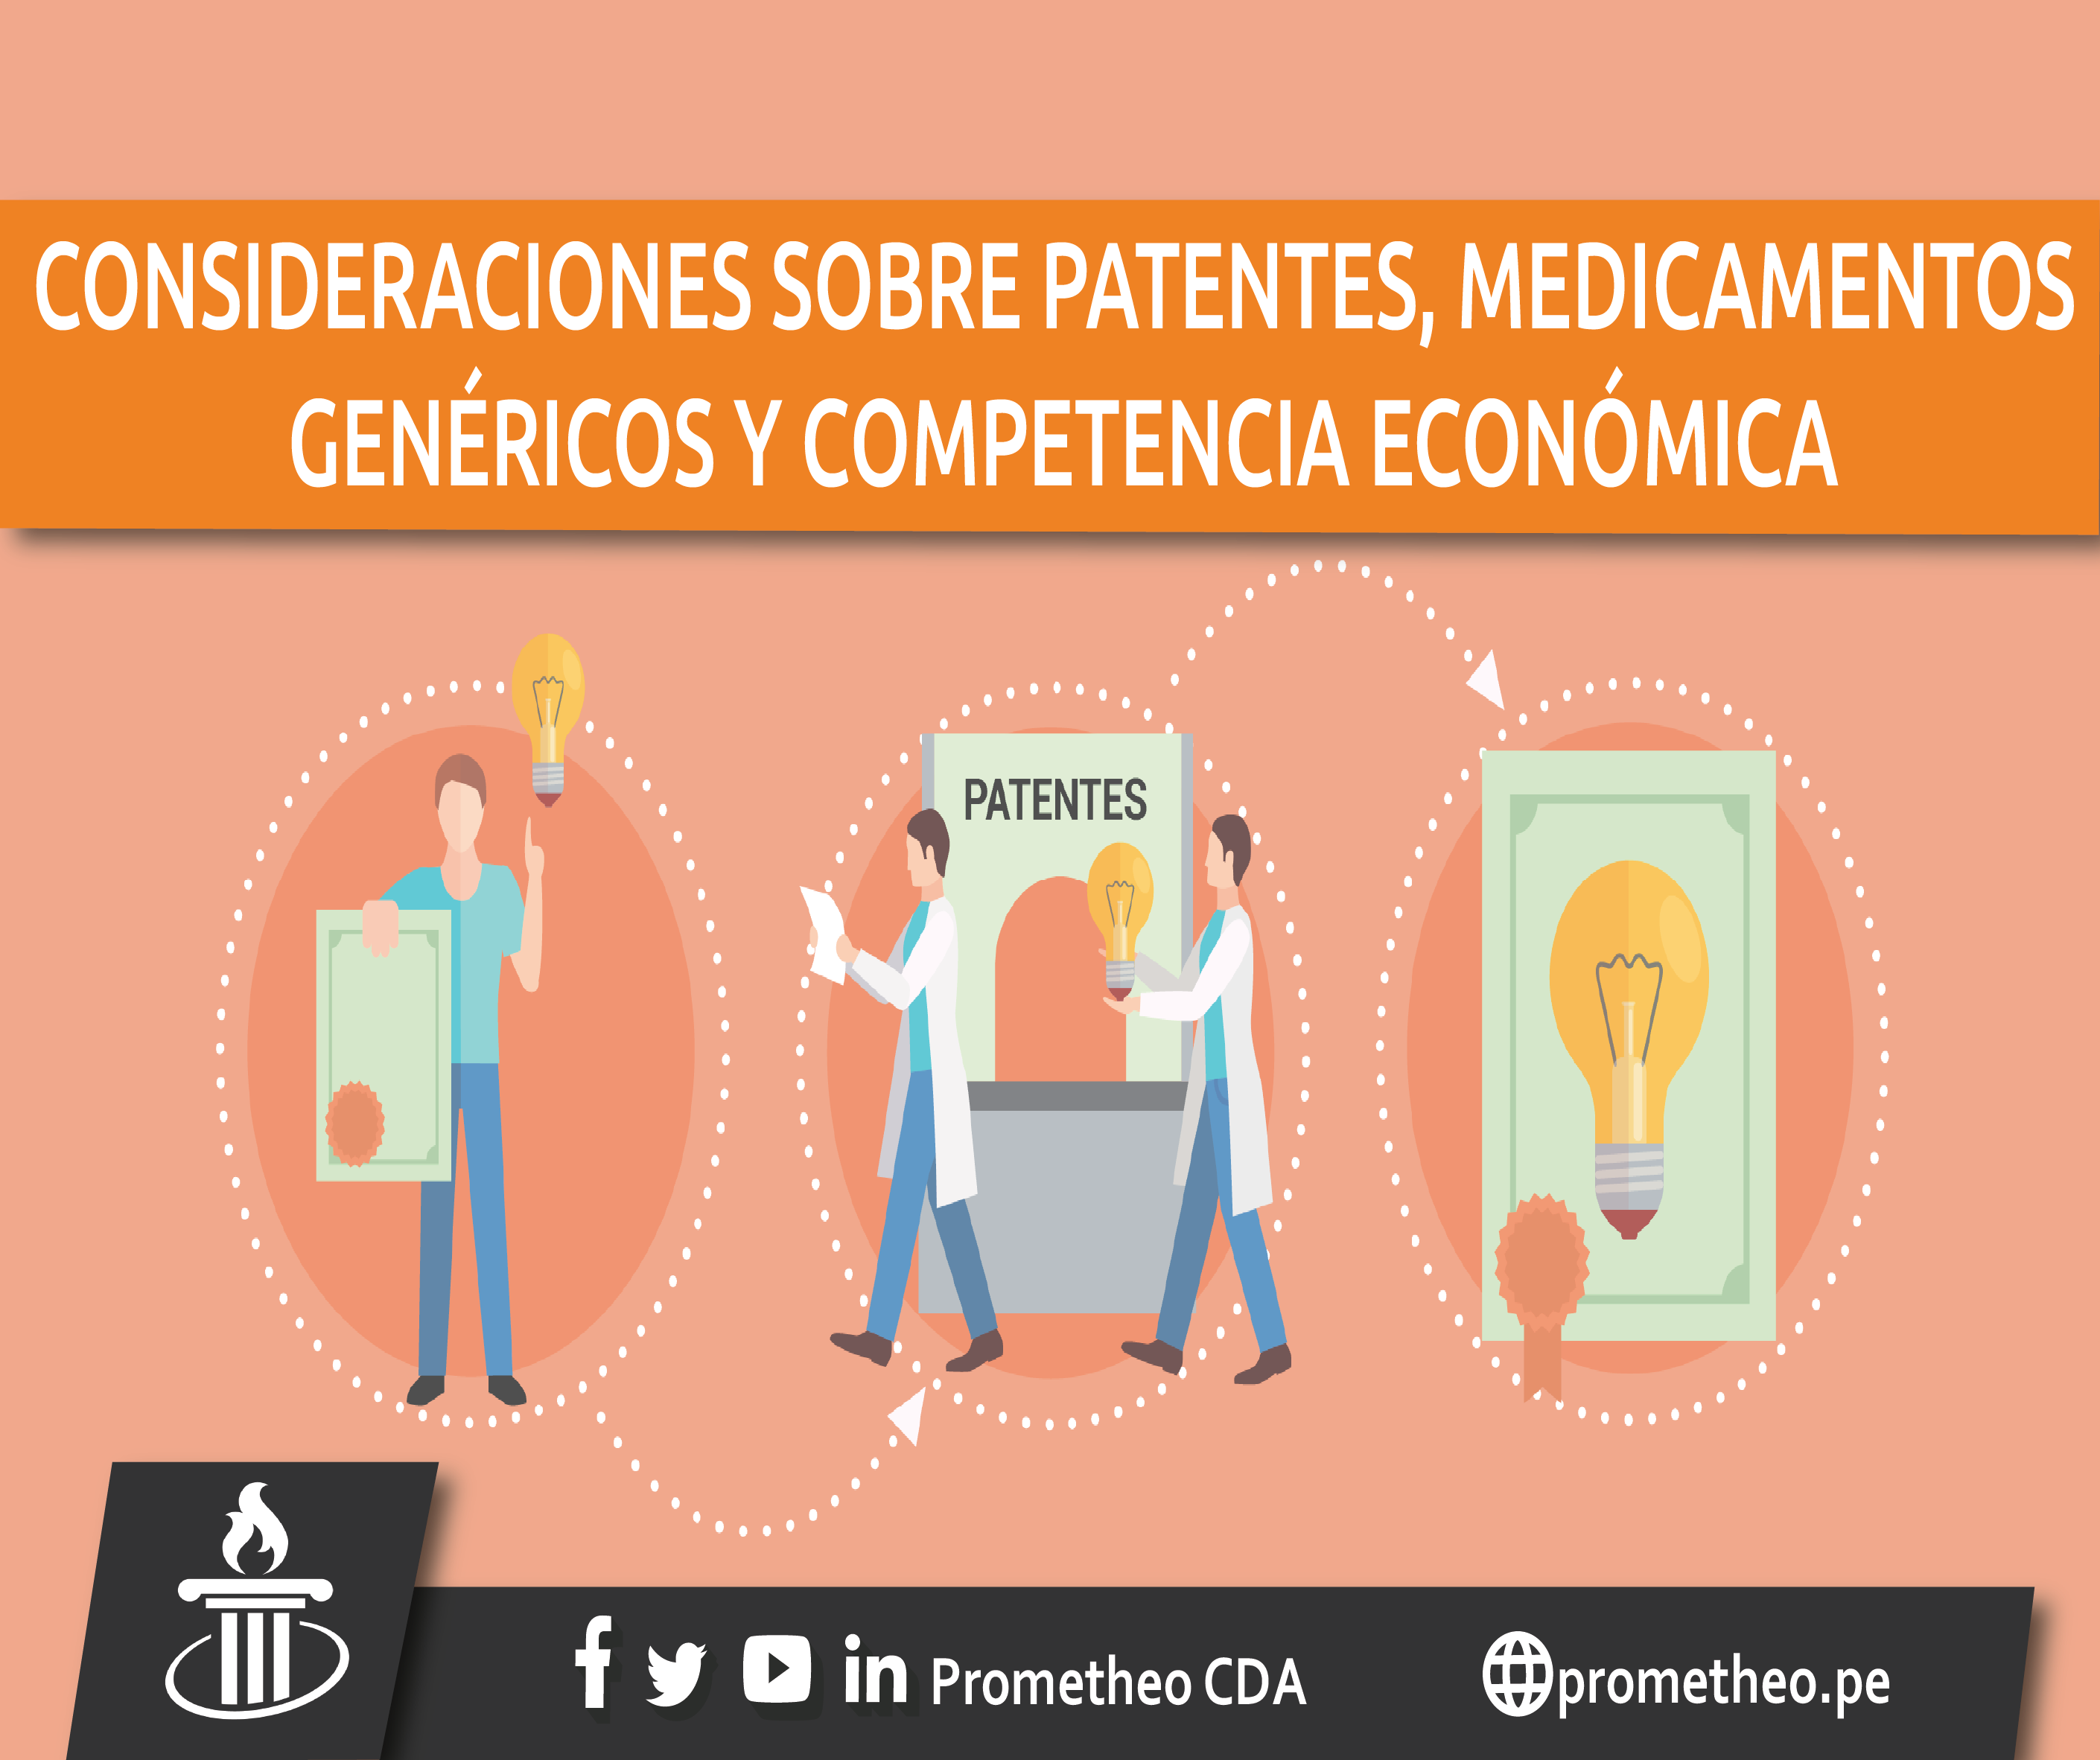 CONSIDERACIONES SOBRE PATENTES, MEDICAMENTOS
GENÉRICOS Y COMPETENCIA ECONÓMICA
PATENTES
Prometheo CDA
prometheo.pe